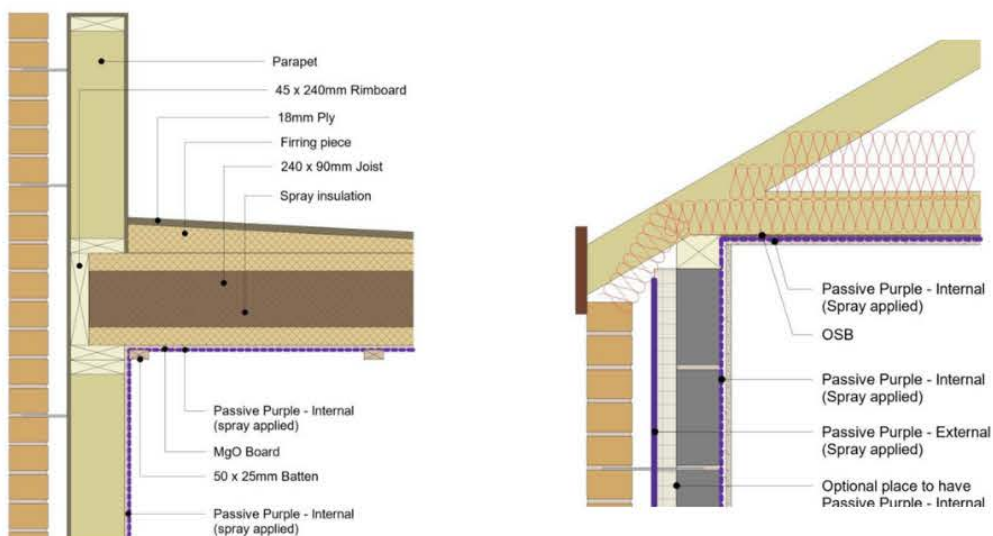 Parapet
45 x 240mm Rimboard
18mm Ply
Firring piece
240 x 90mm Joist
Spray insulation
Passive Purple - Internal
(spray applied)
MgO Board
50 x 25mm Batten
Passive Purple - Internal
(spray applied)
Passive Purple - Internal
(Spray applied)
OSB
Passive Purple - Internal
(Spray applied)
Passive Purple - External
(Spray applied)
Optional place to have
Passive Purple - Internal